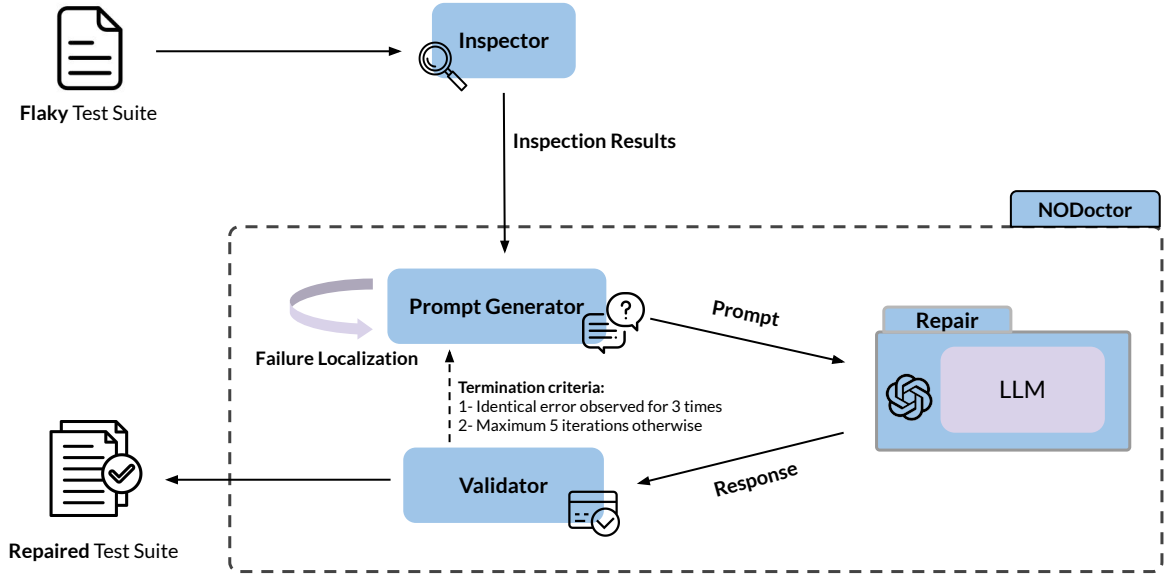 Inspector
Flaky Test Suite
Inspection Results
NODoctor
Prompt Generator
?
Prompt
Repair
Failure Localization
LLM
Termination criteria:
1- Identical error observed for 3 times
2- Maximum 5 iterations otherwise
Response
Validator
Repaired Test Suite